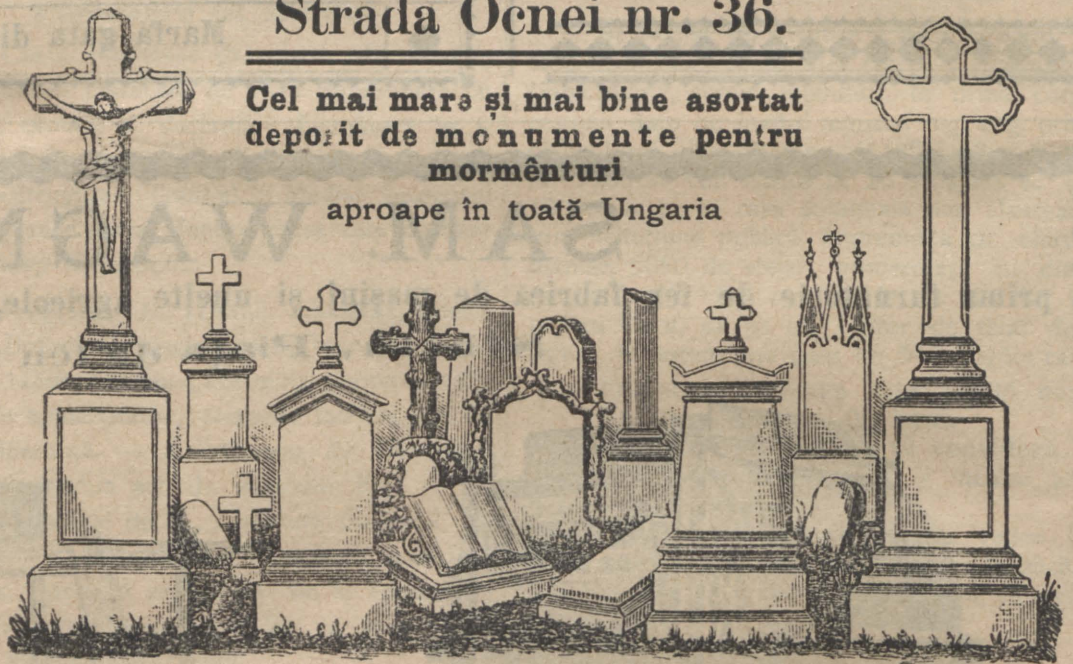 Strada Ocnei nr. 36.
Cel mai mare și mai bine asortat
deposit de monumente pentru
mormênturi
aproape în toată Ungaria